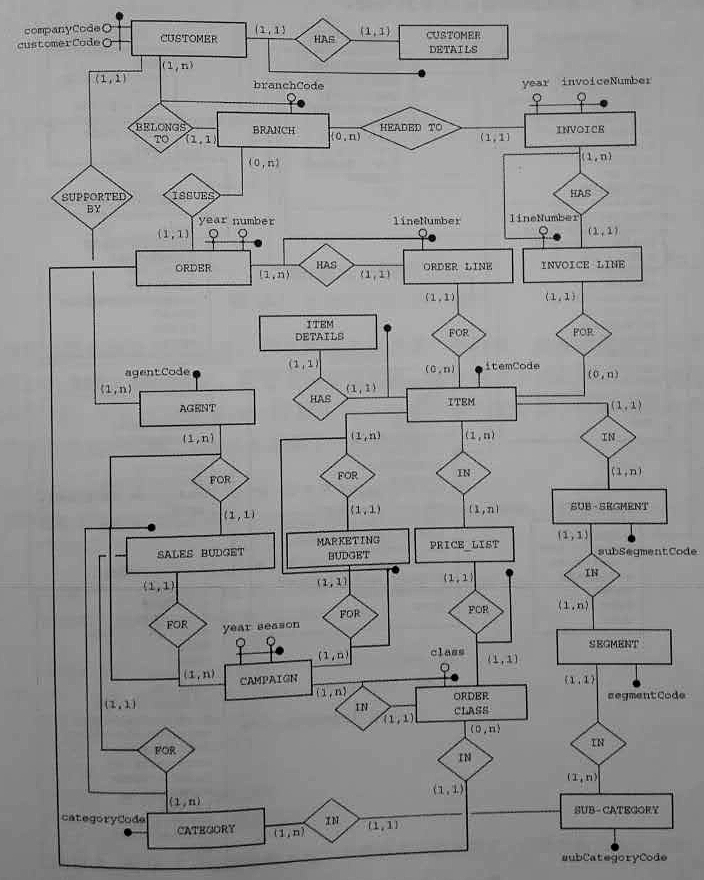 companyCode
customerCode
CUSTOMER
(1,1)
HAS
(1,1)
CUSTOMER
DETAILS
(1,1)
(1,n)
branchCode
year
invoiceNumber
BELONGS
TO
(1,1)
BRANCH
(0,n)
HEADED TO
(1,1)
INVOICE
(0,n)
(1,n)
SUPPORTED
BY
ISSUES
HAS
(1,1)
year
number
lineNumber
lineNumber
(1,1)
ORDER
(1,n)
HAS
(1,1)
ORDER LINE
INVOICE LINE
(1,1)
(1,1)
ITEM
DETAILS
FOR
FOR
(1,1)
(0,n)
itemCode
(0,n)
agentCode
(1,n)
HAS
(1,1)
AGENT
ITEM
(1,1)
(1,n)
(1,n)
(1,n)
IN
FOR
FOR
IN
(1,n)
(1,1)
(1,1)
(1,n)
SUB-SEGMENT
SALES BUDGET
MARKETING
BUDGET
PRICE_LIST
(1,1)
subSegmentCode
(1,1)
(1,1)
(1,1)
IN
FOR
FOR
FOR
(1,n)
year
season
(1,n)
class
(1,1)
SEGMENT
(1,n)
CAMPAIGN
(1,n)
(1,1)
segmentCode
(1,1)
IN
(1,1)
ORDER
CLASS
(0,n)
FOR
IN
IN
(1,n)
(1,1)
(1,n)
categoryCode
CATEGORY
(1,n)
IN
(1,1)
SUB-CATEGORY
subCategoryCode